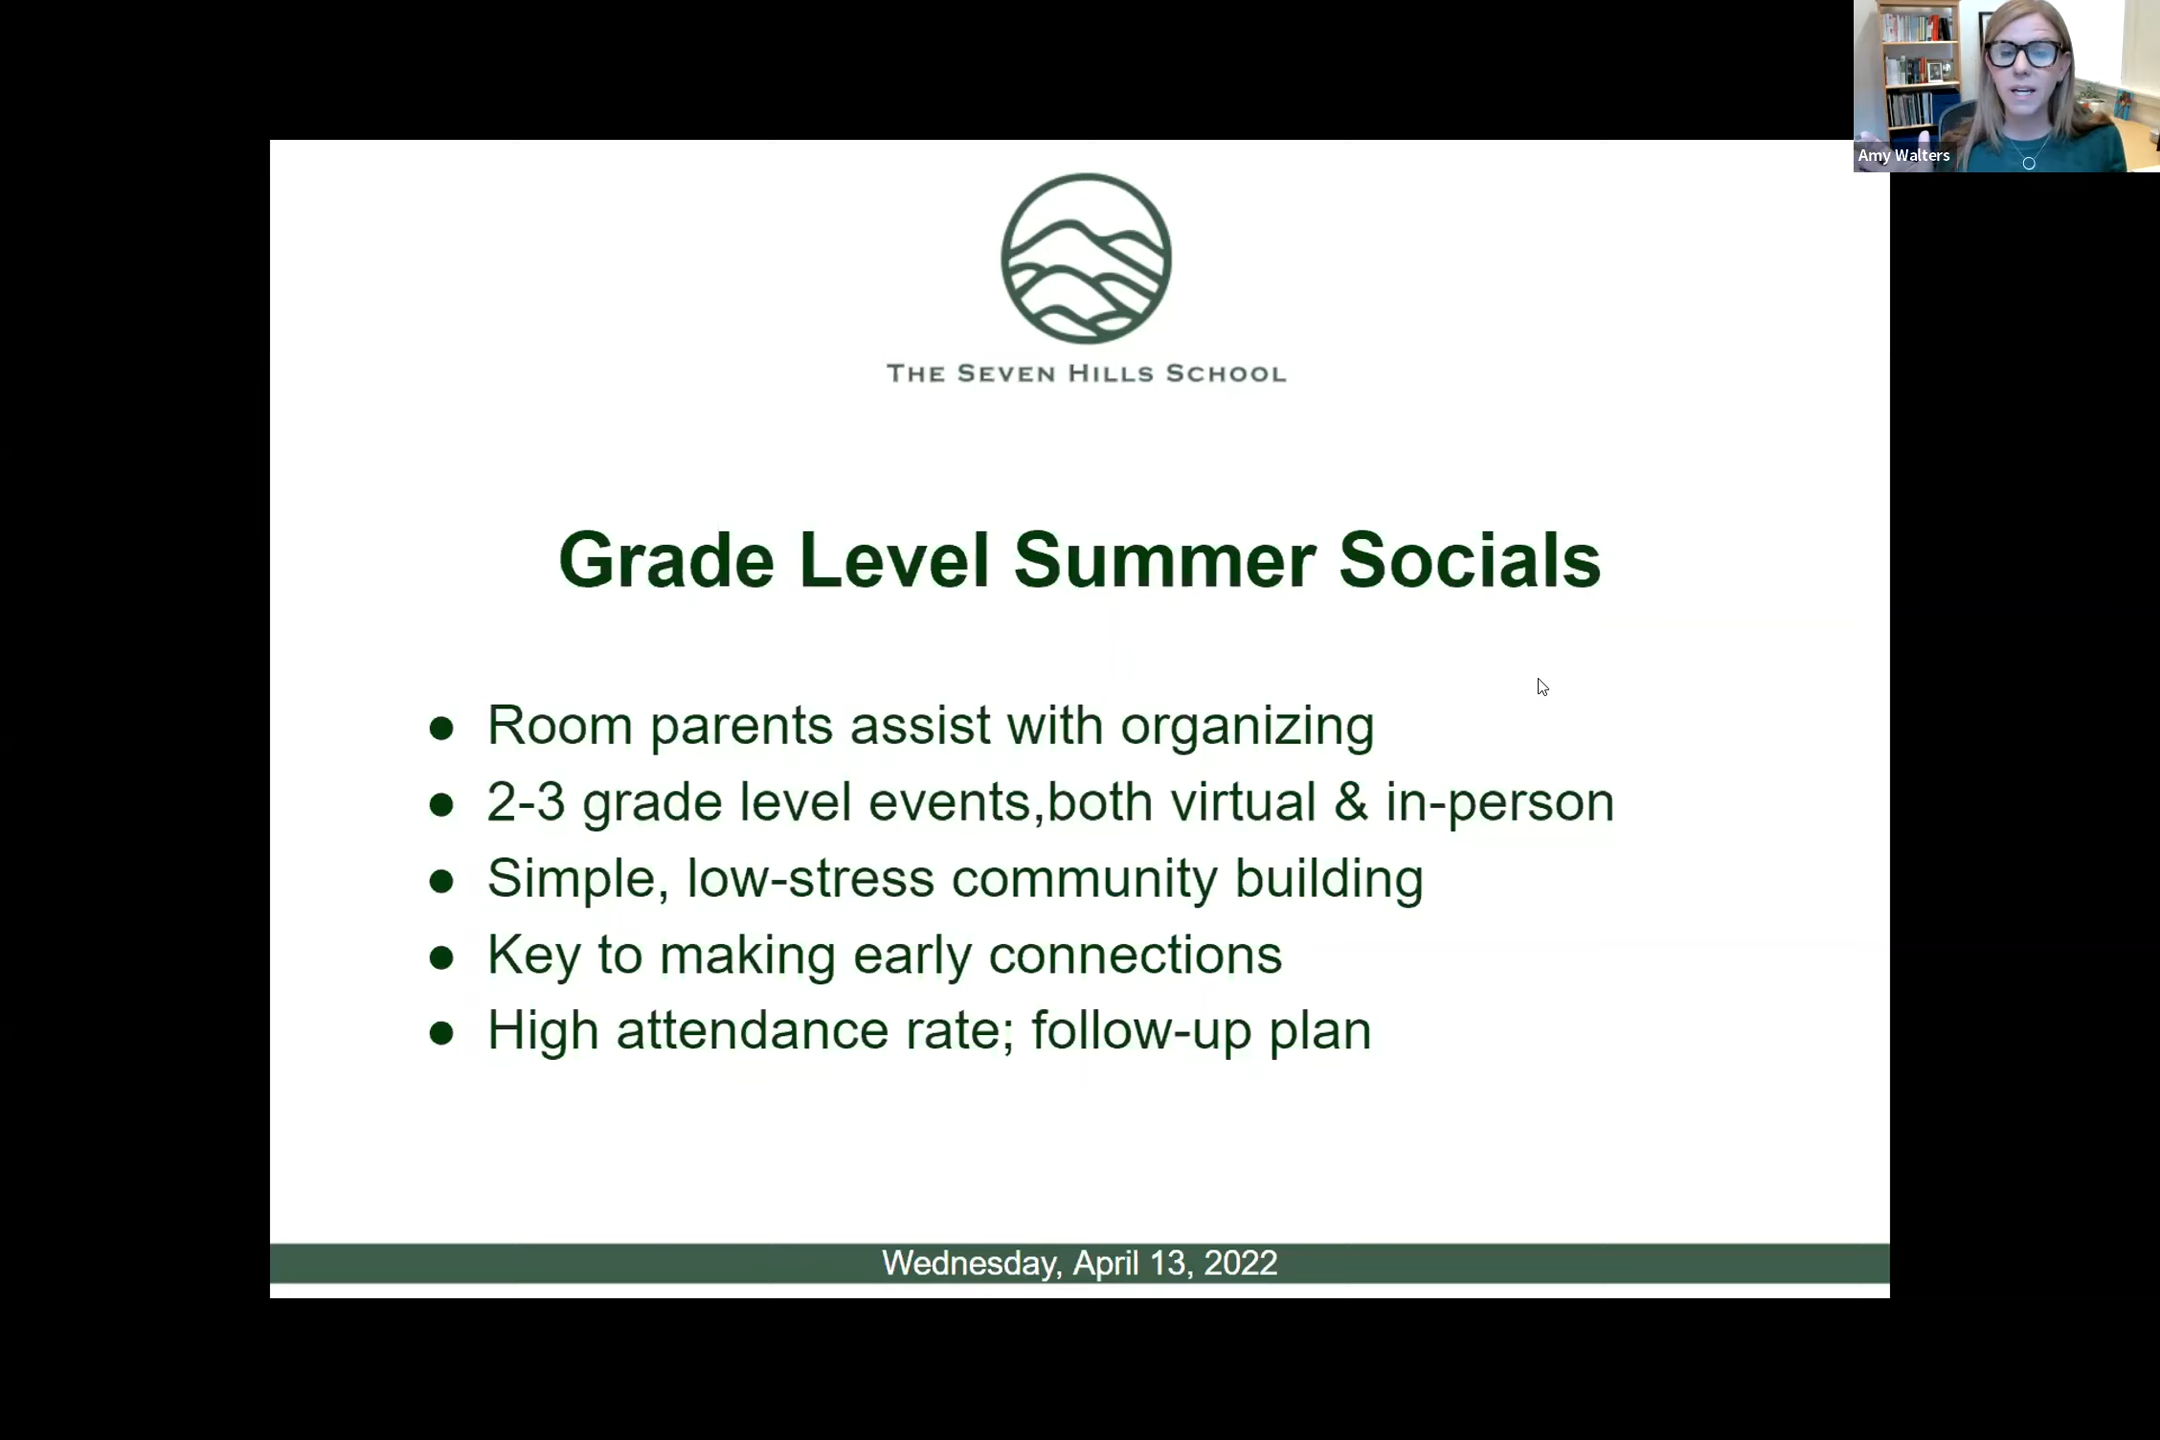 Amy Walters
THE SEVEN HILLS SCHOOL
Grade Level Summer Socials
● Room parents assist with organizing
● 2-3 grade level events,both virtual & in-person
● Simple, low-stress community building
● Key to making early connections
● High attendance rate; follow-up plan
Wednesday, April 13, 2022